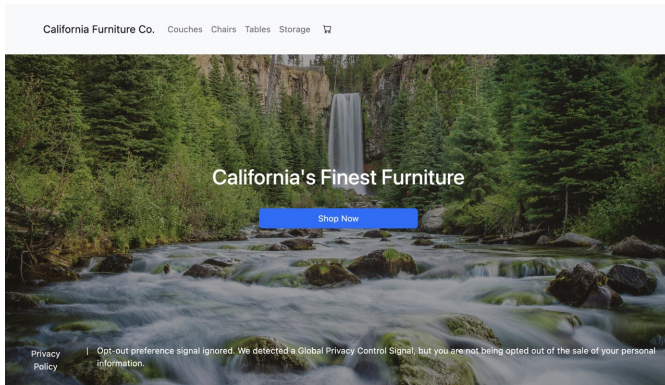 California Furniture Co. Couches Chairs Tables Storage
California's Finest Furniture
Shop Now
Privacy
Policy
| Opt-out preference signal ignored. We detected a Global Privacy Control Signal, but you are not being opted out of the sale of your personal
information.